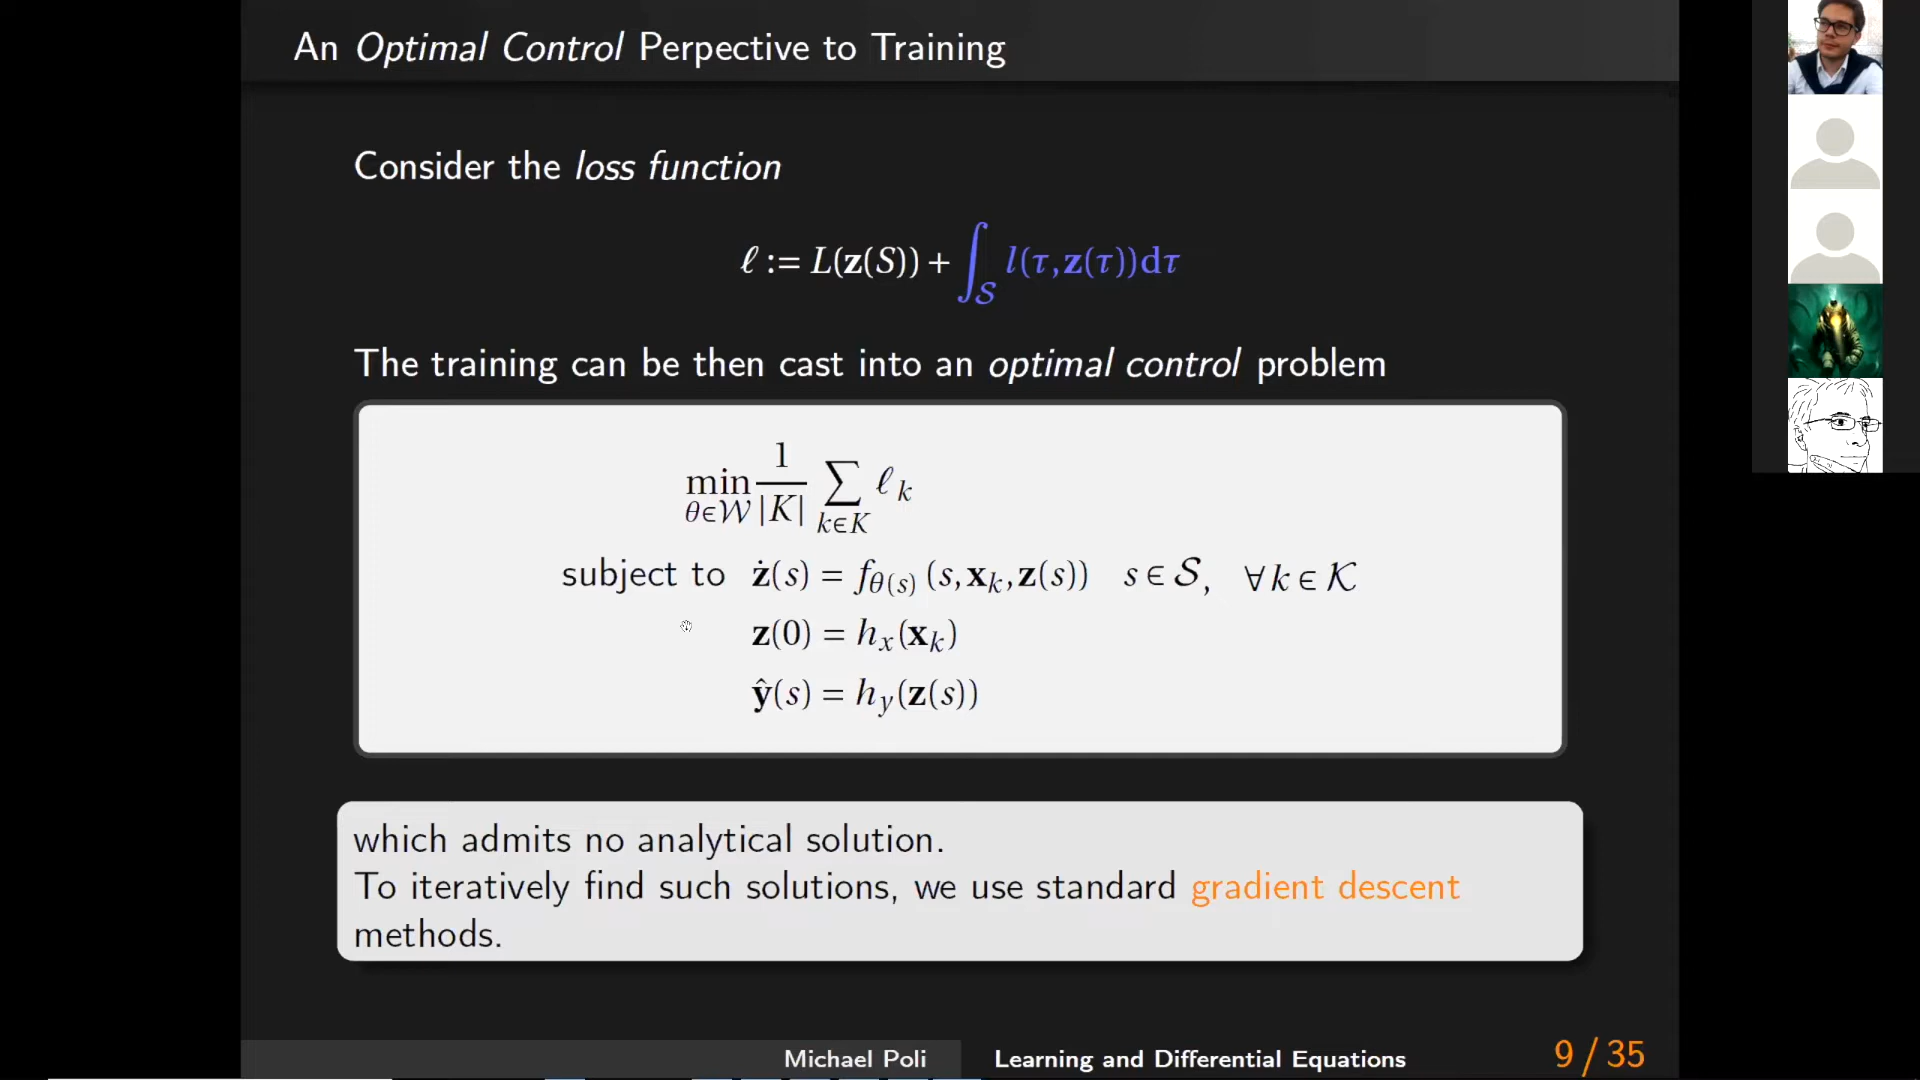 An Optimal Control Perpective to Training
Consider the loss function
ℓ := L(z(S)) + ∫_𝒮 l(τ, z(τ))dτ
The training can be then cast into an optimal control problem
min_{θ∈𝒲} 1/|K| ∑_{k∈K} ℓ_k
subject to ż(s) = f_{θ(s)} (s, x_k, z(s)) s ∈ 𝒮, ∀k ∈ 𝒦
z(0) = h_x(x_k)
ŷ(s) = h_y(z(s))
which admits no analytical solution.
To iteratively find such solutions, we use standard gradient descent
methods.
Michael Poli Learning and Differential Equations 9 / 35